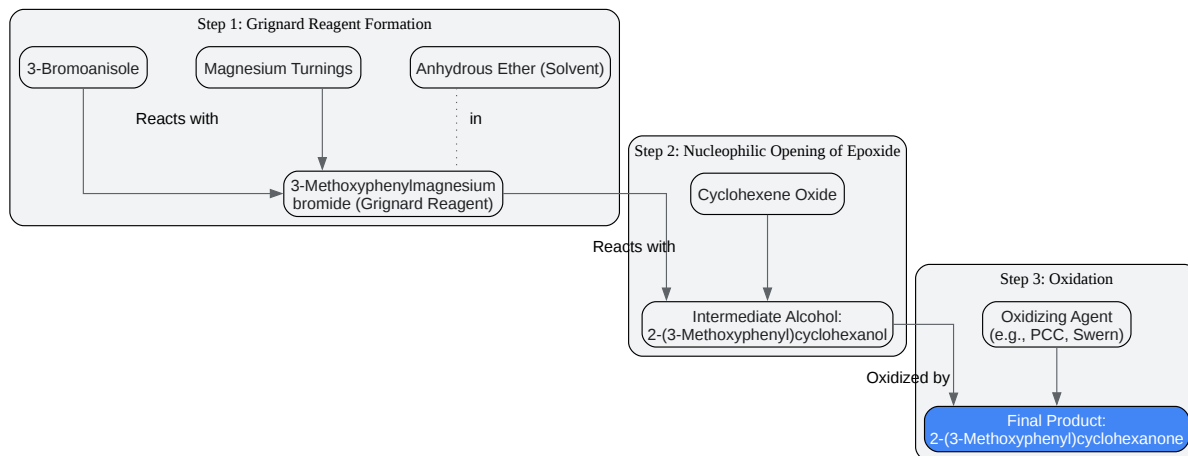 Step 1: Grignard Reagent Formation
3-Bromoanisole
Magnesium Turnings
Anhydrous Ether (Solvent)
Reacts with
in
3-Methoxyphenylmagnesium
bromide (Grignard Reagent)
Step 2: Nucleophilic Opening of Epoxide
Cyclohexene Oxide
Reacts with
Intermediate Alcohol:
2-(3-Methoxyphenyl)cyclohexanol
Step 3: Oxidation
Oxidizing Agent
(e.g., PCC, Swern)
Oxidized by
Final Product:
2-(3-Methoxyphenyl)cyclohexanone